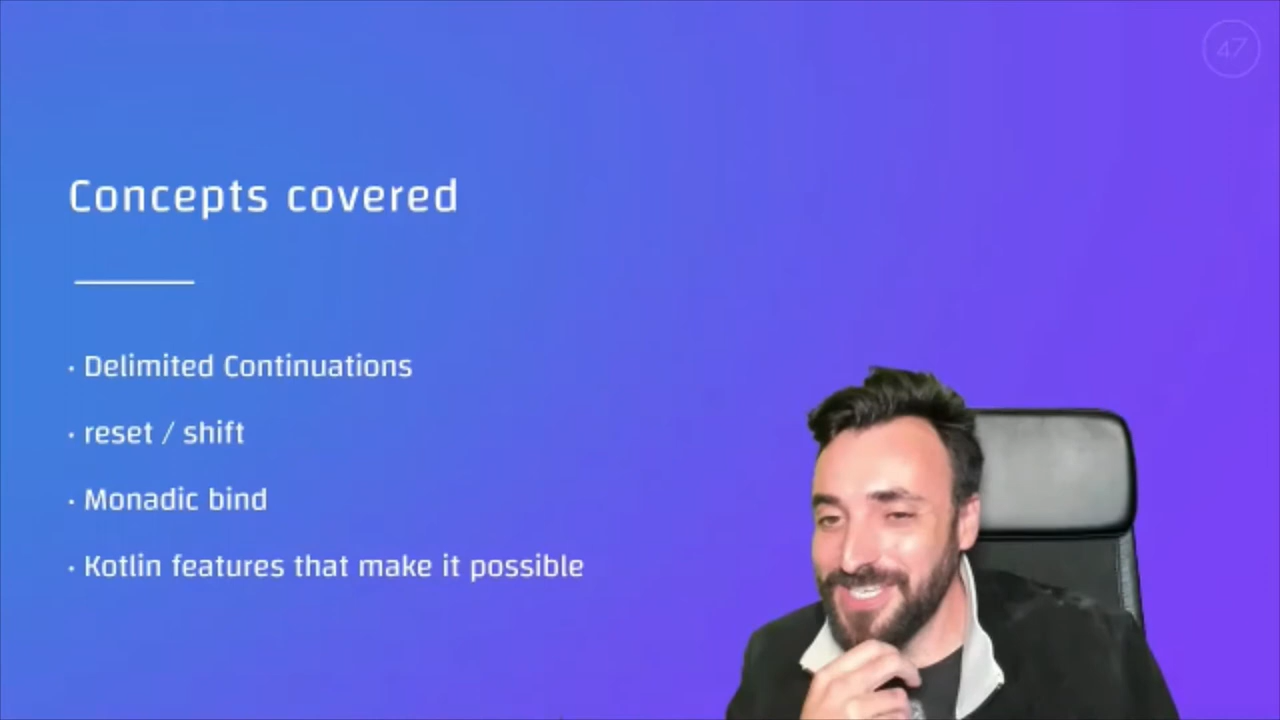 47
Concepts covered
• Delimited Continuations
• reset / shift
• Monadic bind
• Kotlin features that make it possible